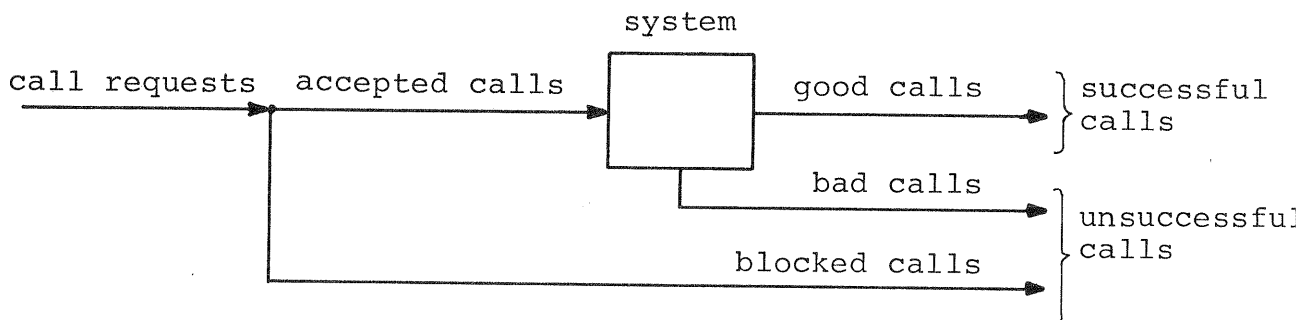 system
call requests
accepted calls
good calls
successful
calls
bad calls
unsuccessful
calls
blocked calls